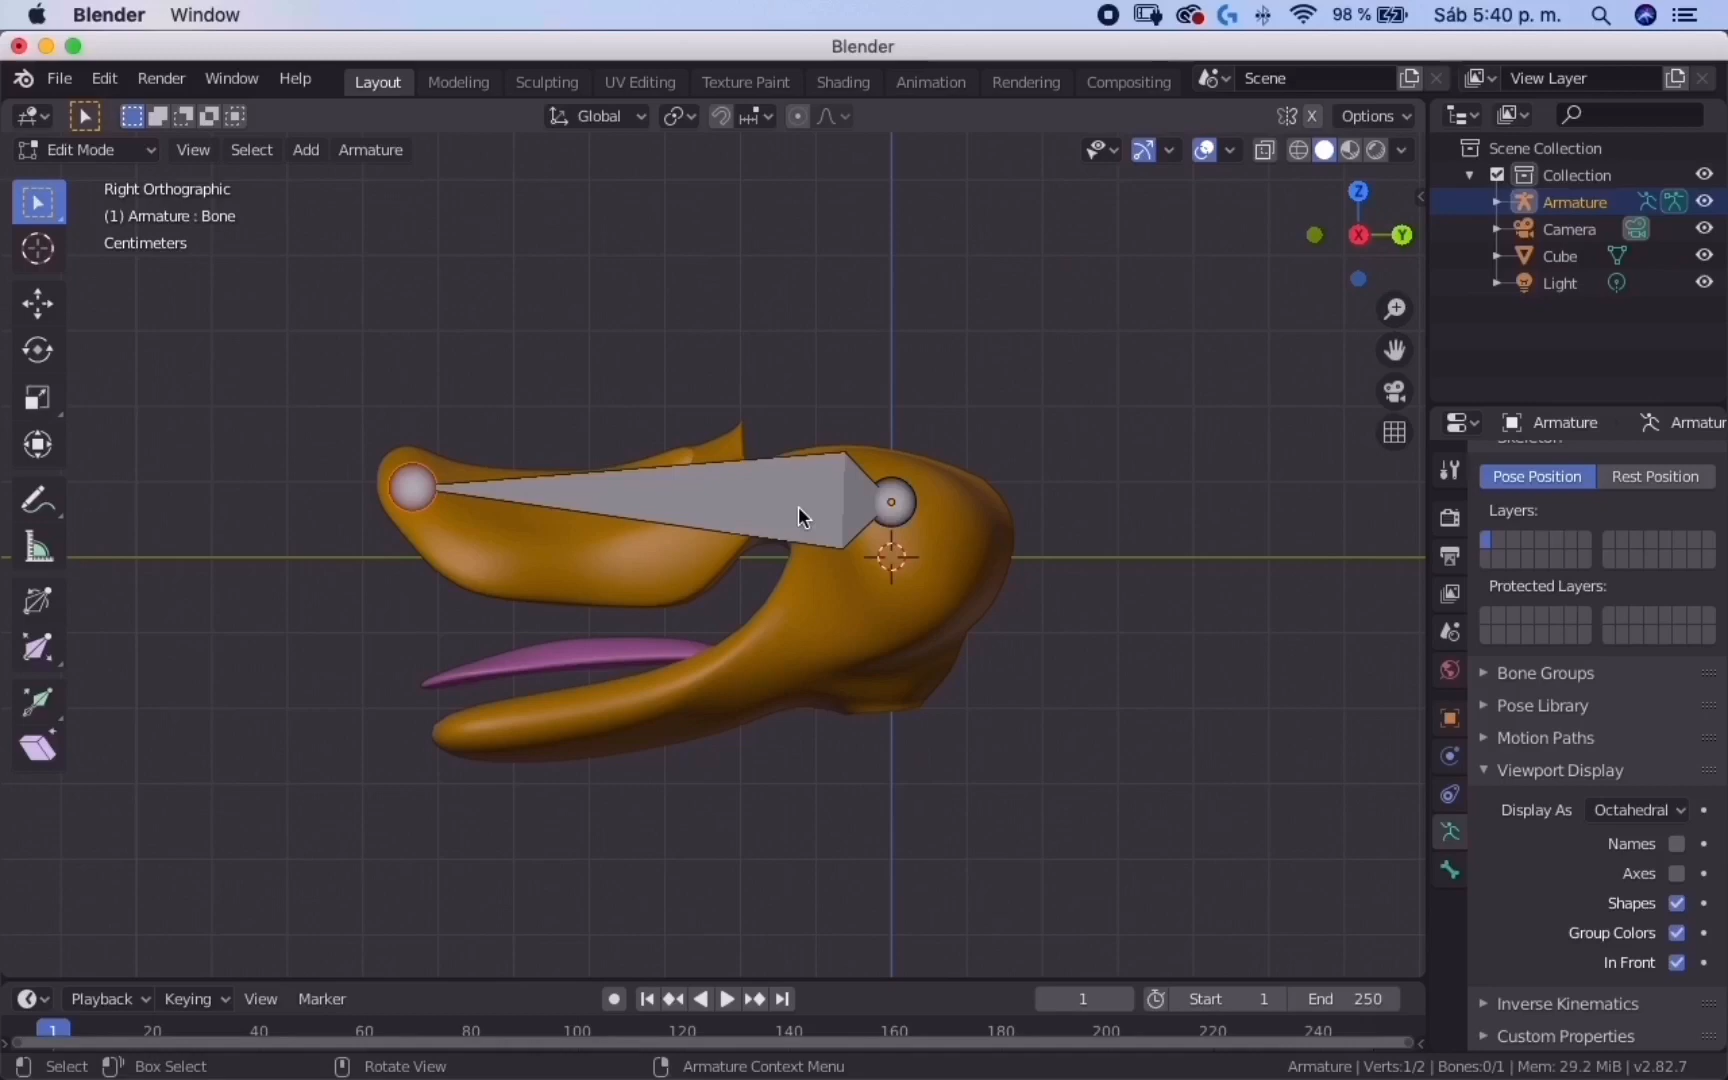 Blender Window 98 % Sáb 5:40 p. m.
Blender
File Edit Render Window Help Layout Modeling Sculpting UV Editing Texture Paint Shading Animation Rendering Compositing Scene View Layer
Global X Options
Edit Mode View Select Add Armature
Right Orthographic
(1) Armature : Bone
Centimeters
Z
X
Y
Scene Collection
Collection
Armature
Camera
Cube
Light
Armature Armatur
Skeleton
Pose Position Rest Position
Layers:
Protected Layers:
Bone Groups
Pose Library
Motion Paths
Viewport Display
Display As Octahedral
Names
Axes
Shapes
Group Colors
In Front
Inverse Kinematics
Custom Properties
Playback Keying View Marker 1 Start 1 End 250
1 20 40 60 80 100 120 140 160 180 200 220 240
Select Box Select Rotate View Armature Context Menu Armature | Verts:1/2 | Bones:0/1 | Mem: 29.2 MiB | v2.82.7